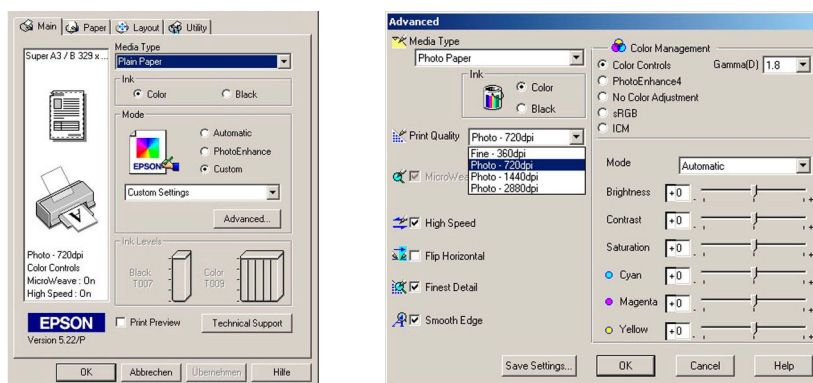 Main Paper Layout Utility
Super A3 / B 329 x ...
Media Type
Plain Paper
Ink
Color Black
Mode
Automatic
PhotoEnhance
Custom
EPSON
Custom Settings
Advanced...
Ink Levels
Black T007
Color T009
Photo - 720dpi
Color Controls
MicroWeave : On
High Speed : On
EPSON
Version 5.22/P
Print Preview
Technical Support
OK Abbrechen Übernehmen Hilfe
Advanced
Media Type
Photo Paper
Ink
Color
Black
Print Quality Photo - 720dpi
Fine - 360dpi
Photo - 720dpi
Photo - 1440dpi
Photo - 2880dpi
High Speed
Flip Horizontal
Finest Detail
Smooth Edge
Color Management
Color Controls Gamma(D) 1.8
PhotoEnhance4
No Color Adjustment
sRGB
ICM
Mode Automatic
Brightness +0 - +
Contrast +0 - +
Saturation +0 - +
Cyan +0 - +
Magenta +0 - +
Yellow +0 - +
Save Settings... OK Cancel Help